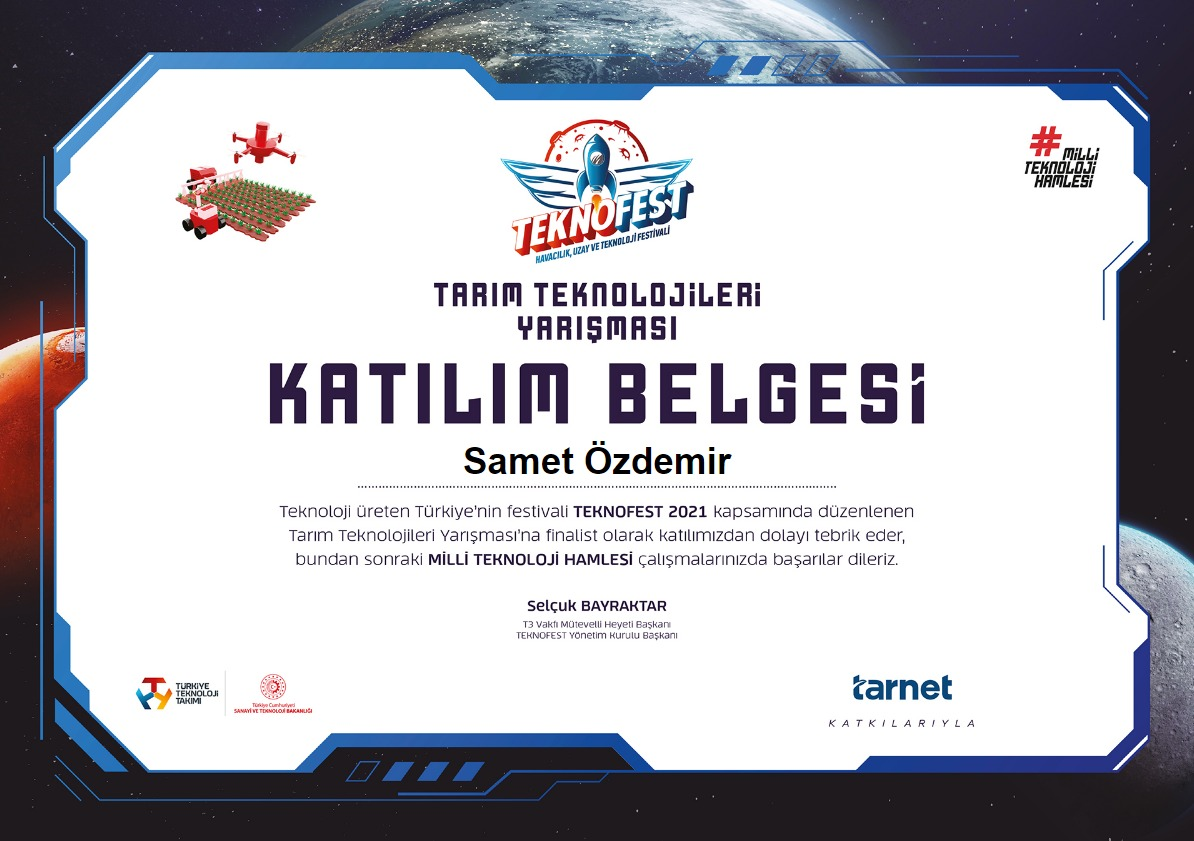 TEKNOFEST
HAVACILIK, UZAY VE TEKNOLOJİ FESTİVALİ
#MİLLİ
TEKNOLOJİ
HAMLESİ
TARIM TEKNOLOJİLERİ
YARIŞMASI
KATILIM BELGESİ
Samet Özdemir
Teknoloji üreten Türkiye'nin festivali TEKNOFEST 2021 kapsamında düzenlenen
Tarım Teknolojileri Yarışması'na finalist olarak katılımızdan dolayı tebrik eder,
bundan sonraki MİLLİ TEKNOLOJİ HAMLESİ çalışmalarınızda başarılar dileriz.
Selçuk BAYRAKTAR
T3 Vakfı Mütevelli Heyeti Başkanı
TEKNOFEST Yönetim Kurulu Başkanı
TÜRKİYE
TEKNOLOJİ
TAKIMI
Türkiye Cumhuriyeti
SANAYİ VE TEKNOLOJİ BAKANLIĞI
tarnet
KATKILARIYLA